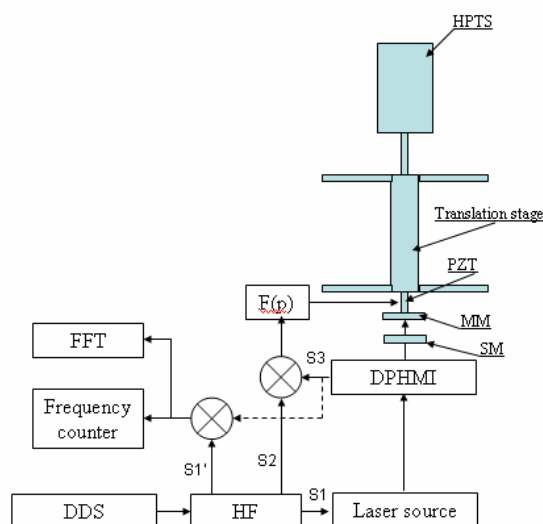 HPTS
Translation stage
PZT
F(p)
MM
FFT
S3
SM
DPHMI
Frequency
counter
S1'
S2
S1
DDS
HF
Laser source